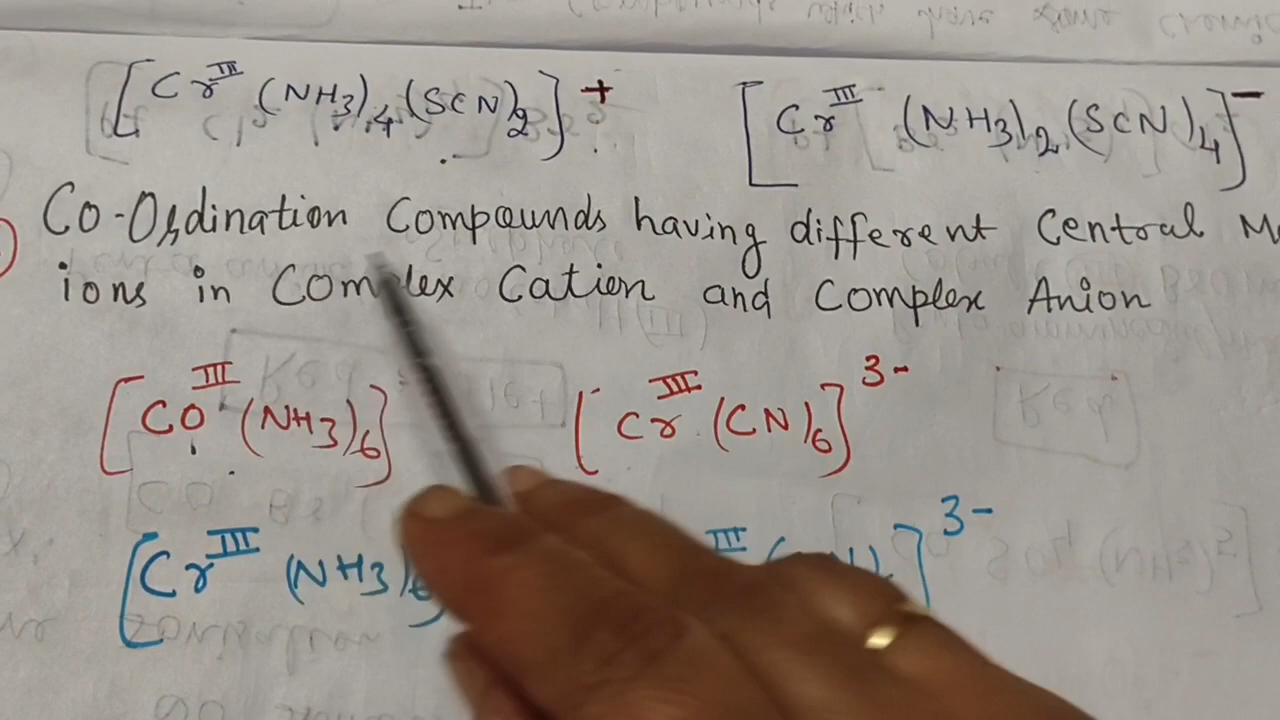 [Cr^III (NH3)4 (SCN)2]^+ [Cr^III (NH3)2 (SCN)4]^-
Co-Ordination Compounds having different Central
ions in Complex Cation and Complex Anion
[CO^III (NH3)6] [Cr^III (CN)6]^3-
[Cr^III (NH3)6 III ]^3-